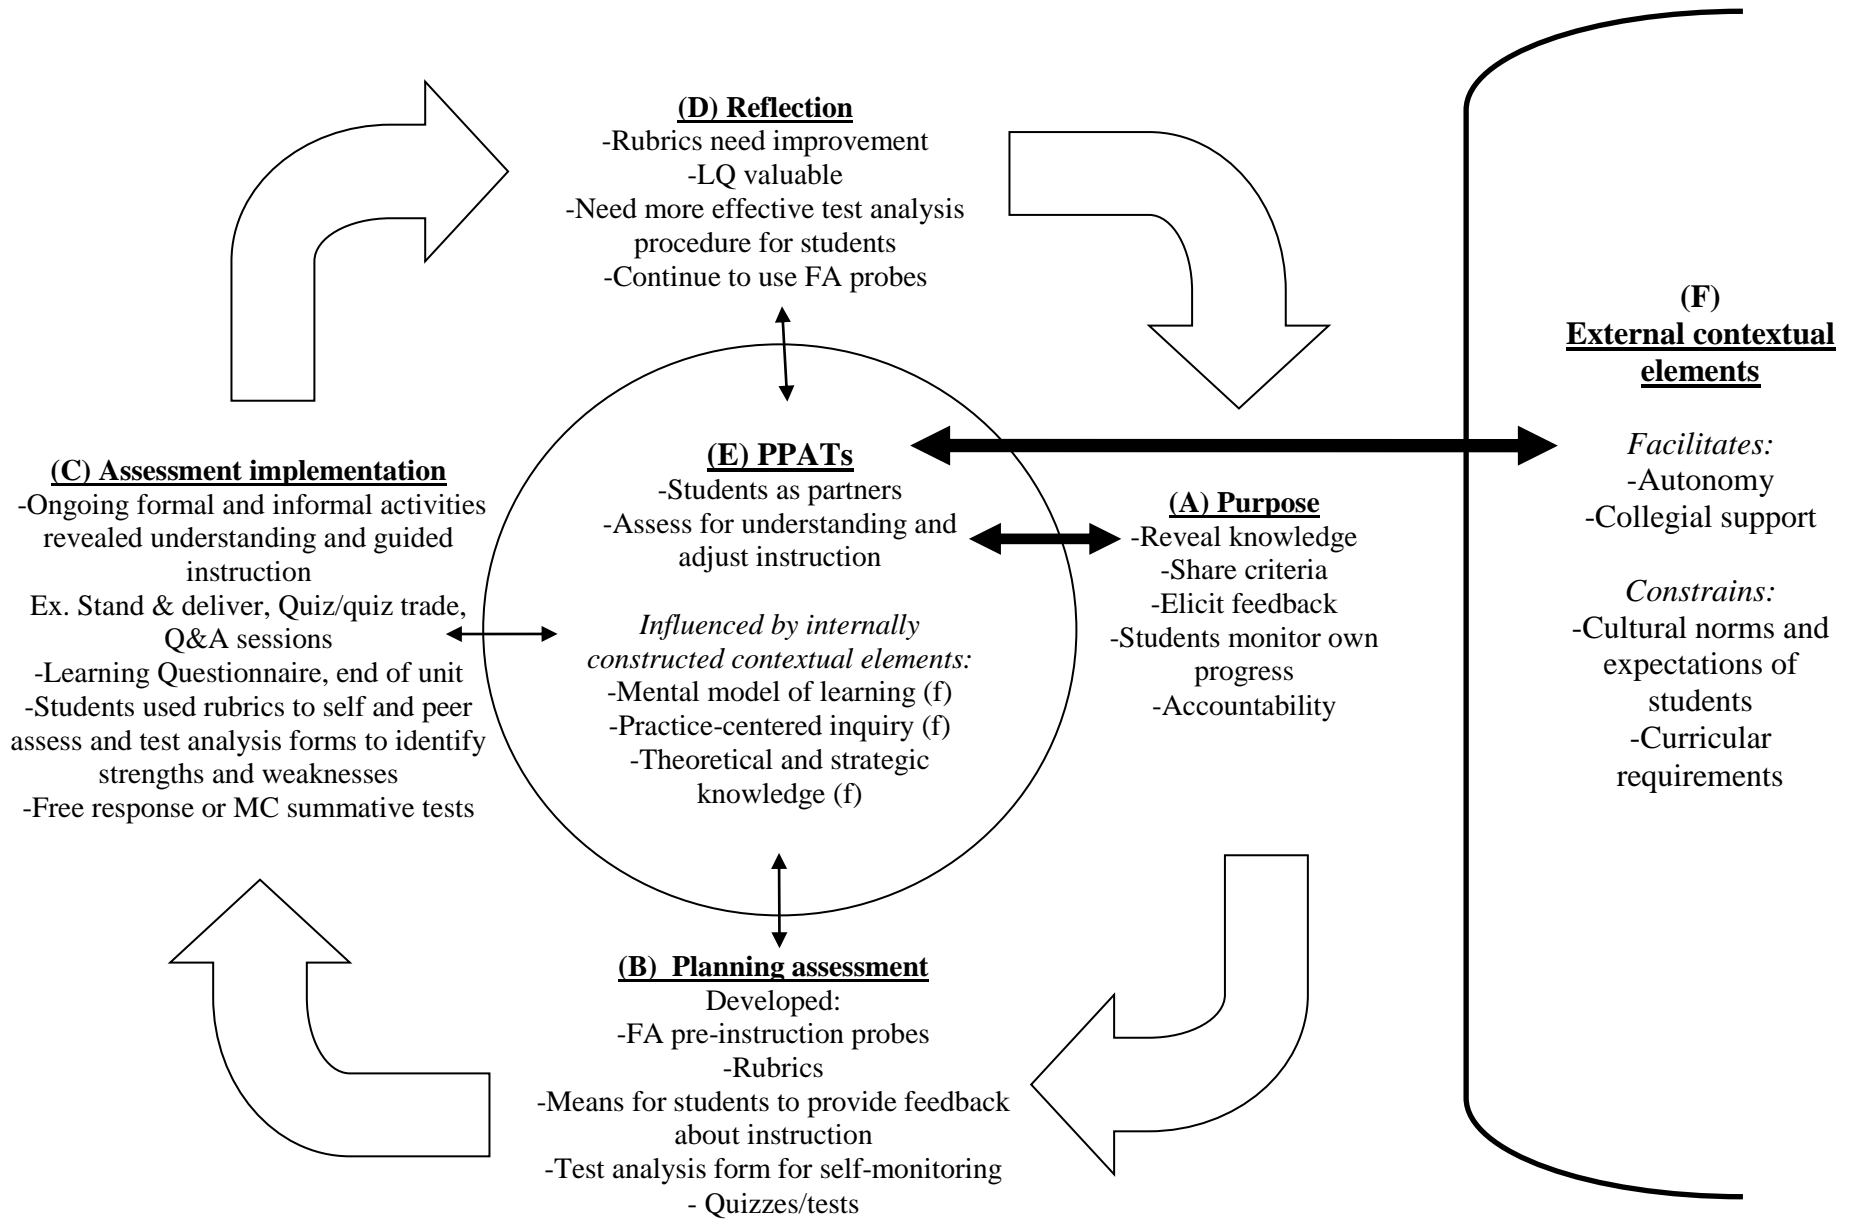 (D) Reflection
-Rubrics need improvement
-LQ valuable
-Need more effective test analysis
procedure for students
-Continue to use FA probes
(C) Assessment implementation
-Ongoing formal and informal activities
revealed understanding and guided
instruction
Ex. Stand & deliver, Quiz/quiz trade,
Q&A sessions
-Learning Questionnaire, end of unit
-Students used rubrics to self and peer
assess and test analysis forms to identify
strengths and weaknesses
-Free response or MC summative tests
(E) PPATs
-Students as partners
-Assess for understanding and
adjust instruction
Influenced by internally
constructed contextual elements:
-Mental model of learning (f)
-Practice-centered inquiry (f)
-Theoretical and strategic
knowledge (f)
(A) Purpose
-Reveal knowledge
-Share criteria
-Elicit feedback
-Students monitor own
progress
-Accountability
(B) Planning assessment
Developed:
-FA pre-instruction probes
-Rubrics
-Means for students to provide feedback
about instruction
-Test analysis form for self-monitoring
- Quizzes/tests
(F)
External contextual
elements
Facilitates:
-Autonomy
-Collegial support
Constrains:
-Cultural norms and
expectations of
students
-Curricular
requirements